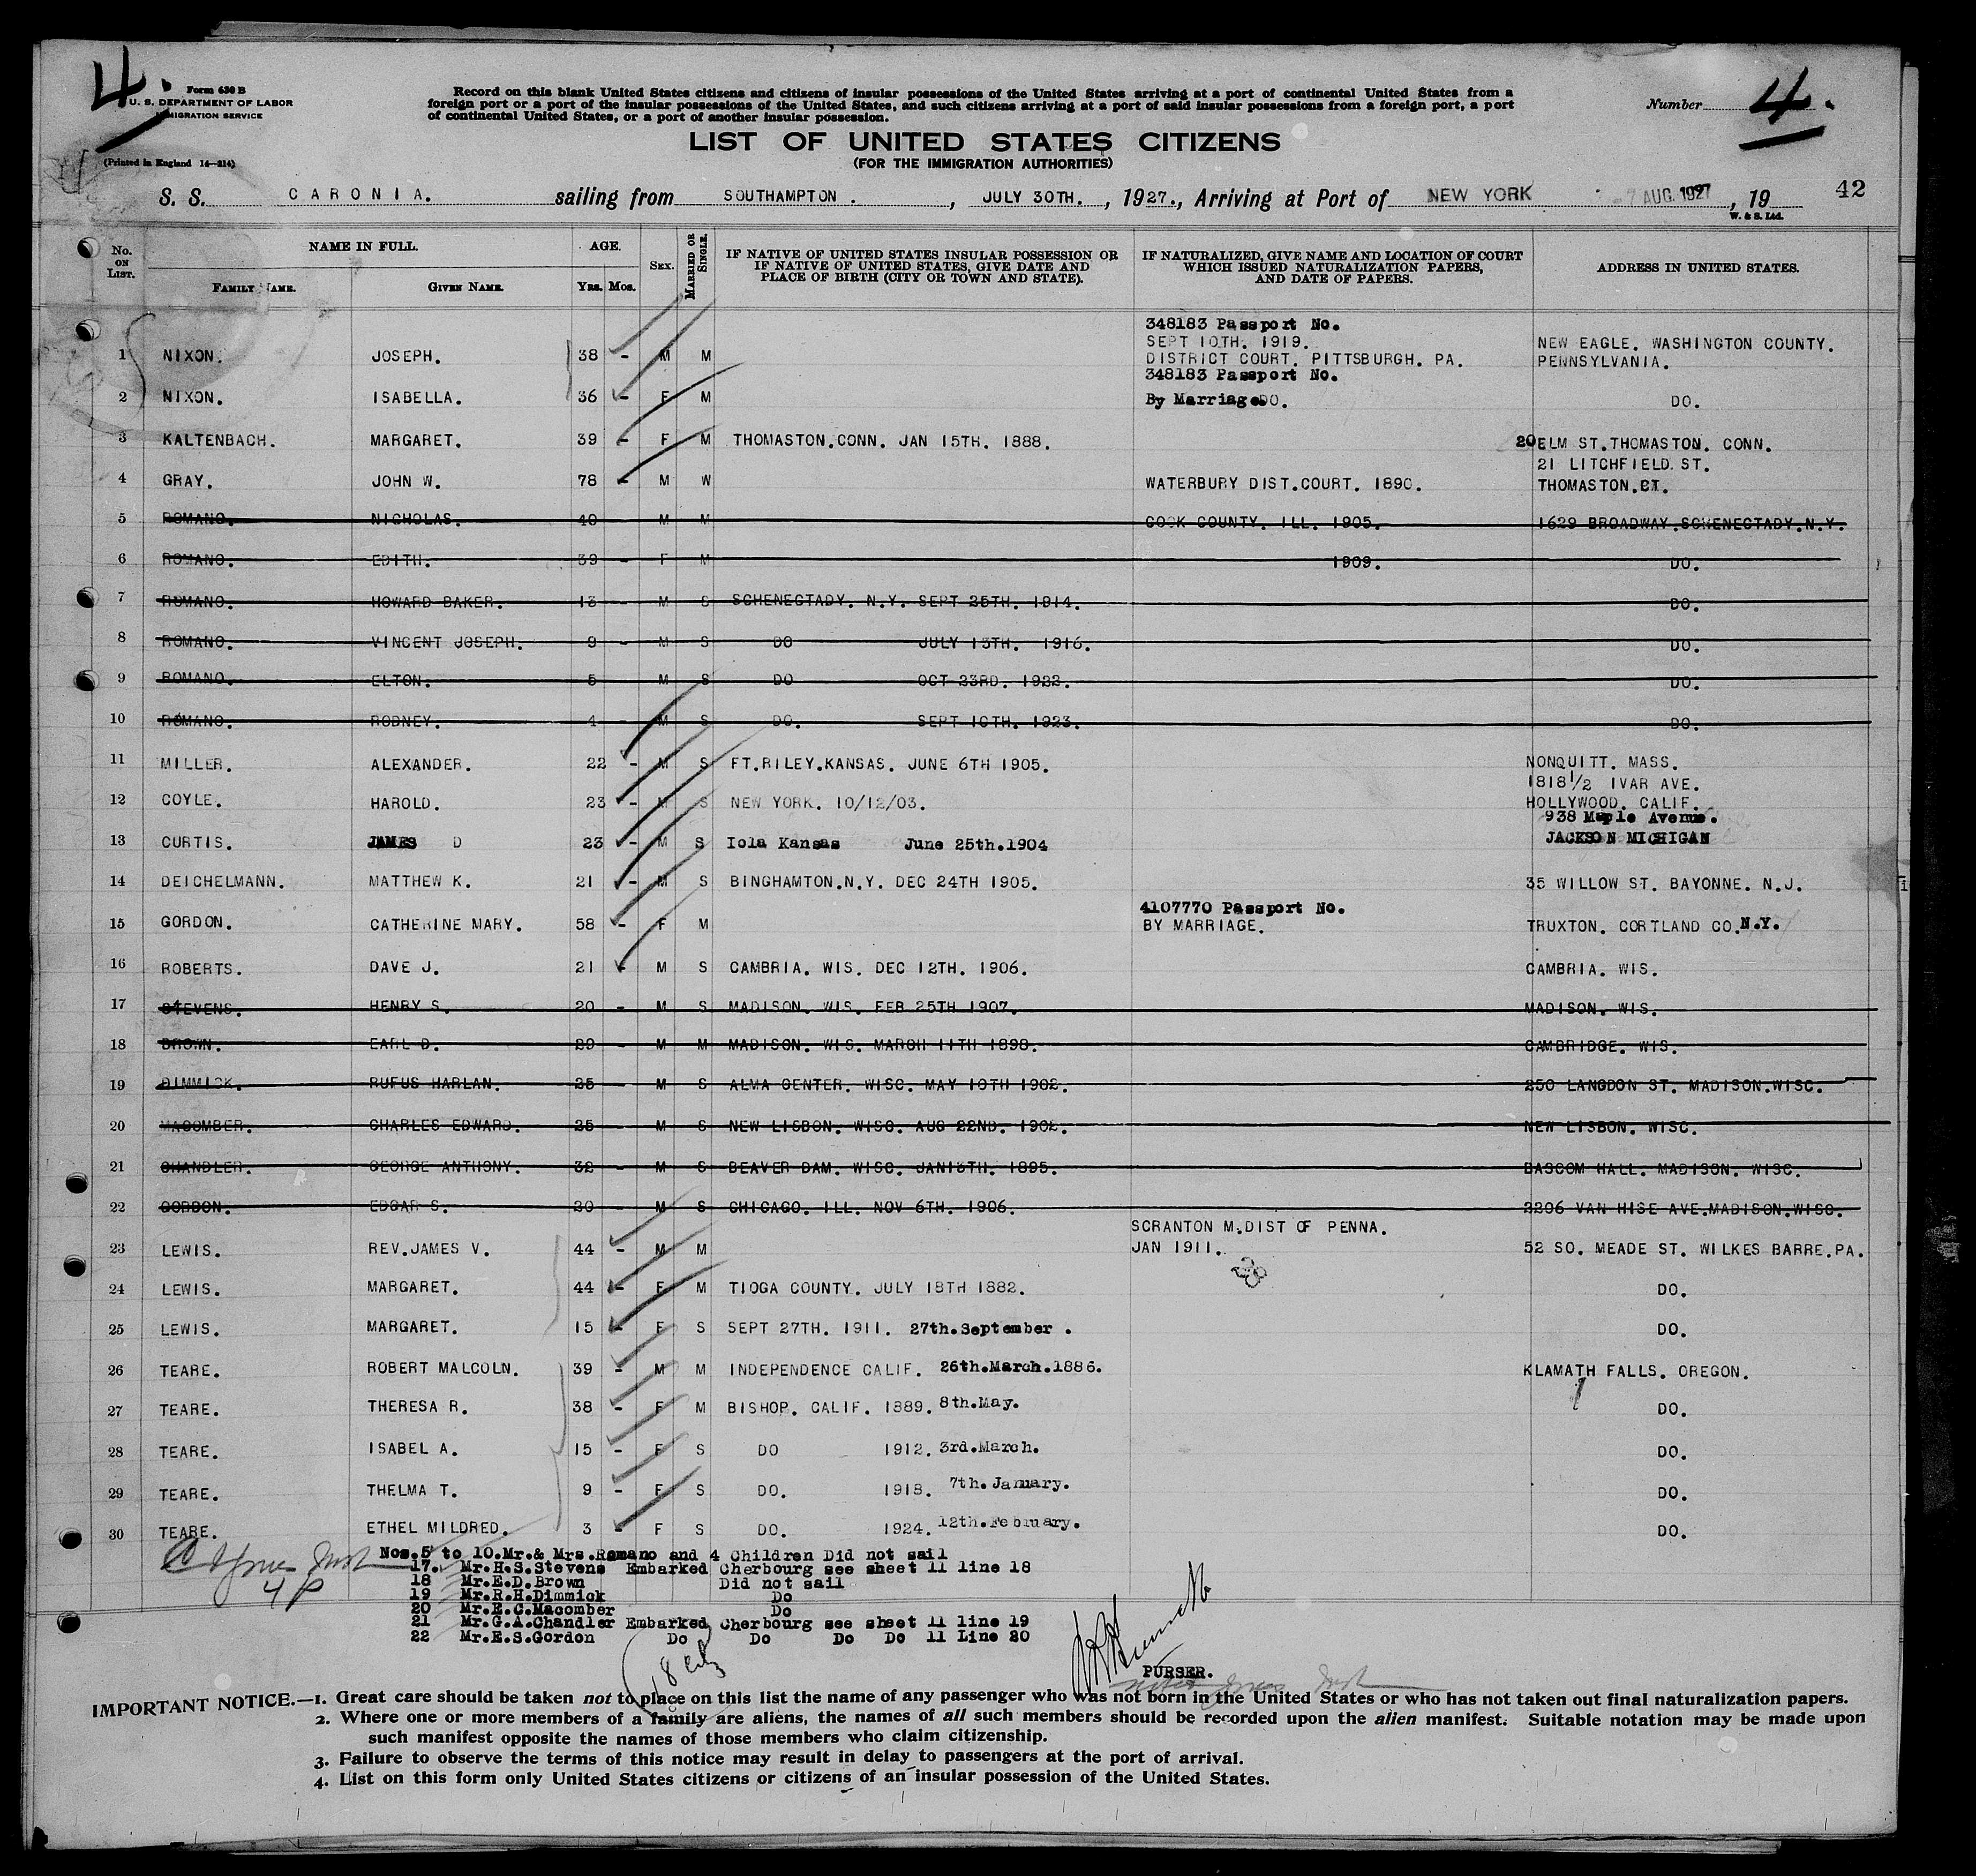 4.
Form 630 B
U. S. DEPARTMENT OF LABOR
IMMIGRATION SERVICE
(Printed in England 14—214)
Record on this blank United States citizens and citizens of insular possessions of the United States arriving at a port of continental United States from a
foreign port or a port of the insular possessions of the United States, and such citizens arriving at a port of said insular possessions from a foreign port, a port
of continental United States, or a port of another insular possession.
Number 4.
LIST OF UNITED STATES CITIZENS
(FOR THE IMMIGRATION AUTHORITIES)
S. S. CARONIA. sailing from SOUTHAMPTON. , JULY 30TH. , 1927., Arriving at Port of NEW YORK 7 AUG. 1927 , 19 42
W. & S. Ltd.
No. ON LIST. NAME IN FULL. FAMILY NAME. GIVEN NAME. AGE. YRS. MOS. SEX. MARRIED OR SINGLE. IF NATIVE OF UNITED STATES INSULAR POSSESSION OR IF NATIVE OF UNITED STATES, GIVE DATE AND PLACE OF BIRTH (CITY OR TOWN AND STATE). IF NATURALIZED, GIVE NAME AND LOCATION OF COURT WHICH ISSUED NATURALIZATION PAPERS, AND DATE OF PAPERS. ADDRESS IN UNITED STATES.
348183 Passport No.
SEPT 10TH. 1919. NEW EAGLE. WASHINGTON COUNTY.
1 NIXON. JOSEPH. 38 - M M DISTRICT COURT. PITTSBURGH. PA. PENNSYLVANIA.
348183 Passport No.
2 NIXON. ISABELLA. 36 - F M By Marriage DO. DO.
3 KALTENBACH. MARGARET. 39 - F M THOMASTON.CONN. JAN 15TH. 1888. 20 ELM ST.THOMASTON. CONN.
21 LITCHFIELD. ST.
4 GRAY. JOHN W. 78 - M W WATERBURY DIST.COURT. 1890. THOMASTON.CT.
5 ROMANO. NICHOLAS. 40 - M M COOK COUNTY. ILL. 1905. 1629 BROADWAY.SCHENECTADY.N.Y.
6 ROMANO. EDITH. 39 - F M 1909. DO.
7 ROMANO. HOWARD BAKER. 13 - M S SCHENECTADY. N.Y. SEPT 25TH. 1914. DO.
8 ROMANO. VINCENT JOSEPH. 9 - M S DO JULY 13TH. 1916. DO.
9 ROMANO. ELTON. 5 - M S DO OCT 23RD. 1922. DO.
10 ROMANO. RODNEY. 4 - M S DO. SEPT 10TH. 1923. DO.
11 MILLER. ALEXANDER. 22 - M S FT.RILEY.KANSAS. JUNE 6TH 1905. NONQUITT. MASS.
1818½ IVAR AVE.
12 COYLE. HAROLD. 23 - M S NEW YORK. 10/12/03. HOLLYWOOD. CALIF.
938 Maple Avenue.
13 CURTIS. JAMES D 23 - M S Iola Kansas June 25th.1904 JACKSON MICHIGAN
14 DEICHELMANN. MATTHEW K. 21 - M S BINGHAMTON.N.Y. DEC 24TH 1905. 35 WILLOW ST. BAYONNE. N.J.
4107770 Passport No.
15 GORDON. CATHERINE MARY. 58 - F M BY MARRIAGE. TRUXTON. CORTLAND CO. N.Y.
16 ROBERTS. DAVE J. 21 - M S CAMBRIA. WIS. DEC 12TH. 1906. CAMBRIA. WIS.
17 STEVENS. HENRY S. 20 - M S MADISON. WIS. FEB 25TH 1907. MADISON. WIS.
18 BROWN. EARL D. 29 - M M MADISON. WIS. MARCH 11TH 1898. CAMBRIDGE. WIS.
19 DIMMICK. RUFUS HARLAN. 25 - M S ALMA CENTER. WISC. MAY 10TH 1902. 250 LANGDON ST. MADISON.WISC.
20 MACOMBER. CHARLES EDWARD. 25 - M S NEW LISBON. WISC. AUG 22ND. 1902. NEW LISBON. WISC.
21 CHANDLER. GEORGE ANTHONY. 32 - M S BEAVER DAM. WISC. 1895. BASCOM HALL. MADISON. WISC.
22 GORDON. EDGAR S. 20 - M S CHICAGO. ILL. NOV 6TH. 1906. 2206 VAN HISE AVE.MADISON.WISC.
SCRANTON M.DIST OF PENNA.
23 LEWIS. REV.JAMES V. 44 - M M JAN 1911. 52 SO. MEADE ST. WILKES BARRE.PA.
24 LEWIS. MARGARET. 44 - F M TIOGA COUNTY. JULY 18TH 1882. DO.
25 LEWIS. MARGARET. 15 - F S SEPT 27TH. 1911. 27th.September . DO.
26 TEARE. ROBERT MALCOLN. 39 - M M INDEPENDENCE CALIF. 26th.March.1886. KLAMATH FALLS. OREGON.
27 TEARE. THERESA R. 38 - F M BISHOP. CALIF. 1889. 8th.May. DO.
28 TEARE. ISABEL A. 15 - F S DO 1912. 3rd.March. DO.
29 TEARE. THELMA T. 9 - F S DO. 1918. 7th.January. DO.
30 TEARE. ETHEL MILDRED. 3 - F S DO. 1924. 12th.February. DO.
Nos.5 to 10.Mr.& Mrs.Romano and 4 Children Did not sail
17. Mr.H.S.Stevens Embarked Cherbourg see sheet 11 line 18
18 Mr.E.D.Brown Did not sail
19 Mr.R.H.Dimmick Do
20 Mr.E.C.Macomber Do
21 Mr.G.A.Chandler Embarked Cherbourg see sheet 11 line 19
22 Mr.E.S.Gordon Do Do Do Do 11 Line 20
PURSER.
IMPORTANT NOTICE.—1. Great care should be taken not to place on this list the name of any passenger who was not born in the United States or who has not taken out final naturalization papers.
2. Where one or more members of a family are aliens, the names of all such members should be recorded upon the alien manifest. Suitable notation may be made upon
such manifest opposite the names of those members who claim citizenship.
3. Failure to observe the terms of this notice may result in delay to passengers at the port of arrival.
4. List on this form only United States citizens or citizens of an insular possession of the United States.